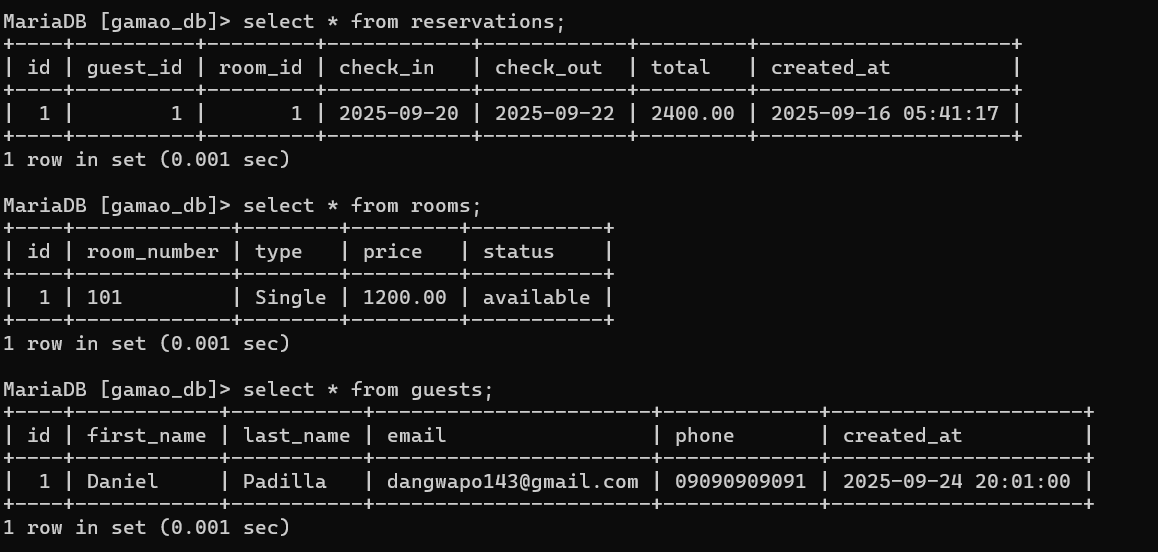 MariaDB [gamao_db]> select * from reservations;
+----+----------+---------+------------+------------+---------+---------------------+
| id | guest_id | room_id | check_in   | check_out  | total   | created_at          |
+----+----------+---------+------------+------------+---------+---------------------+
|  1 |        1 |       1 | 2025-09-20 | 2025-09-22 | 2400.00 | 2025-09-16 05:41:17 |
+----+----------+---------+------------+------------+---------+---------------------+
1 row in set (0.001 sec)

MariaDB [gamao_db]> select * from rooms;
+----+-------------+--------+---------+-----------+
| id | room_number | type   | price   | status    |
+----+-------------+--------+---------+-----------+
|  1 | 101         | Single | 1200.00 | available |
+----+-------------+--------+---------+-----------+
1 row in set (0.001 sec)

MariaDB [gamao_db]> select * from guests;
+----+------------+-----------+-----------------------+-------------+---------------------+
| id | first_name | last_name | email                 | phone       | created_at          |
+----+------------+-----------+-----------------------+-------------+---------------------+
|  1 | Daniel     | Padilla   | dangwapo143@gmail.com | 09090909091 | 2025-09-24 20:01:00 |
+----+------------+-----------+-----------------------+-------------+---------------------+
1 row in set (0.001 sec)